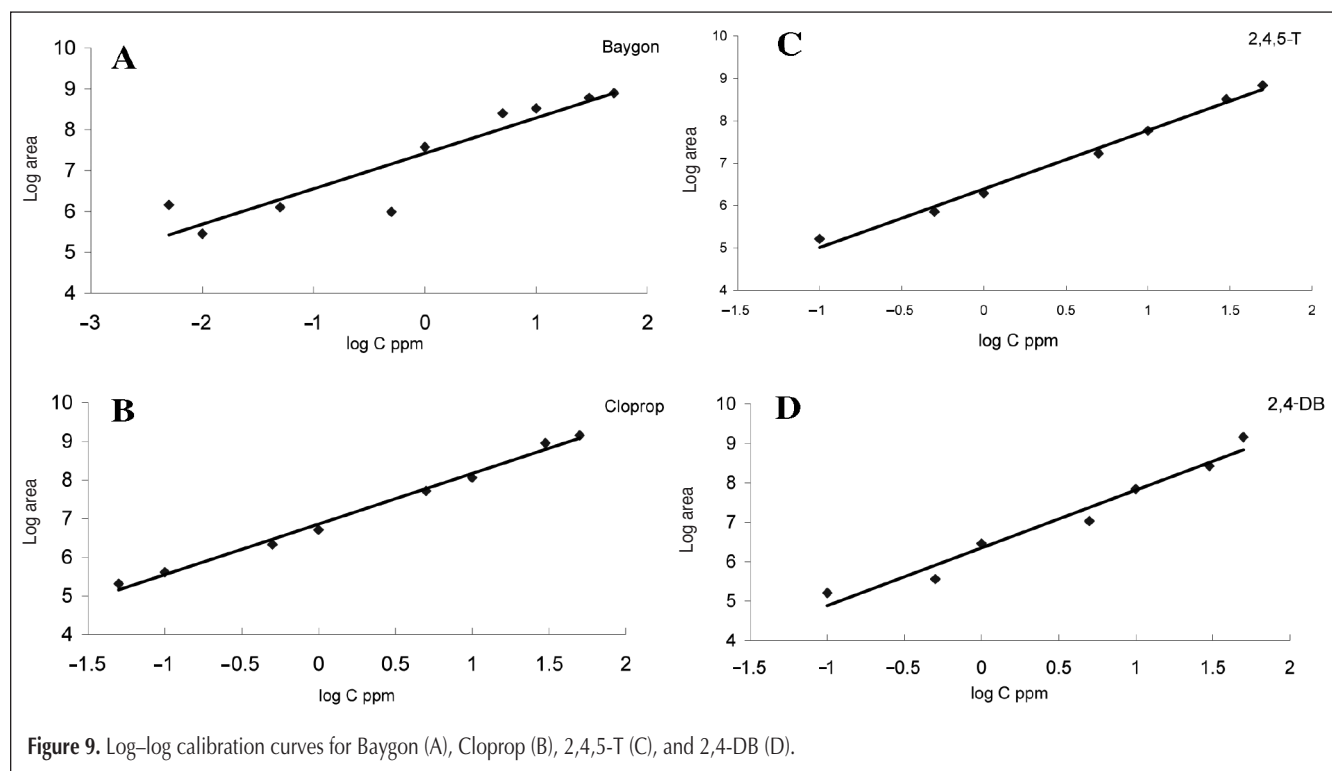 A
Baygon
10
9
8
7
6
5
4
Log area
−3 −2 −1 0 1 2
log C ppm
C
2,4,5-T
10
9
8
7
6
5
4
Log area
−1.5 −1 −0.5 0 0.5 1 1.5 2
log C ppm
B
Cloprop
10
9
8
7
6
5
4
Log area
−1.5 −1 −0.5 0 0.5 1 1.5 2
log C ppm
D
2,4-DB
10
9
8
7
6
5
4
Log area
−1.5 −1 −0.5 0 0.5 1 1.5 2
log C ppm
Figure 9. Log–log calibration curves for Baygon (A), Cloprop (B), 2,4,5-T (C), and 2,4-DB (D).